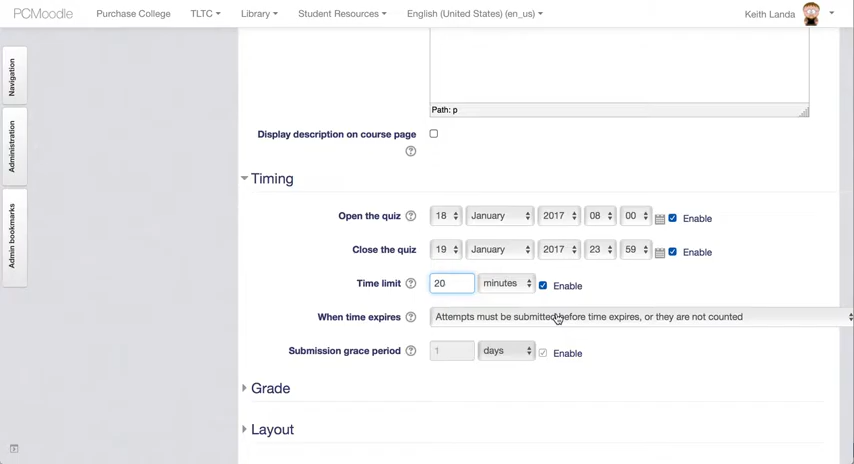 PCMoodle Purchase College TLTC Library Student Resources English (United States) (en_us) Keith Landa
Navigation
Administration
Admin bookmarks
Path: p
Display description on course page
Timing
Open the quiz 18 January 2017 08 00 Enable
Close the quiz 19 January 2017 23 59 Enable
Time limit 20 minutes Enable
When time expires Attempts must be submitted before time expires, or they are not counted
Submission grace period 1 days Enable
Grade
Layout